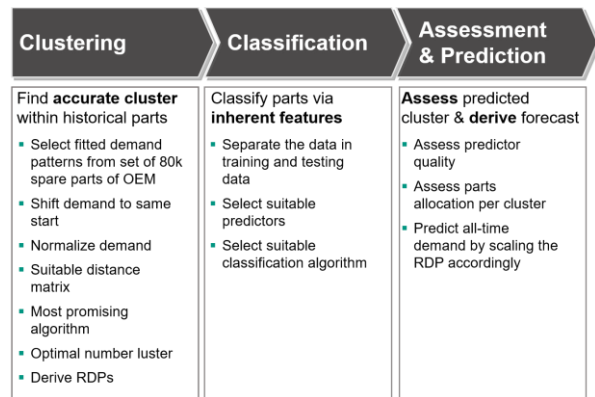 Clustering
Classification
Assessment
& Prediction
Find accurate cluster
within historical parts
▪ Select fitted demand
patterns from set of 80k
spare parts of OEM
▪ Shift demand to same
start
▪ Normalize demand
▪ Suitable distance
matrix
▪ Most promising
algorithm
▪ Optimal number luster
▪ Derive RDPs
Classify parts via
inherent features
▪ Separate the data in
training and testing
data
▪ Select suitable
predictors
▪ Select suitable
classification algorithm
Assess predicted
cluster & derive forecast
▪ Assess predictor
quality
▪ Assess parts
allocation per cluster
▪ Predict all-time
demand by scaling the
RDP accordingly